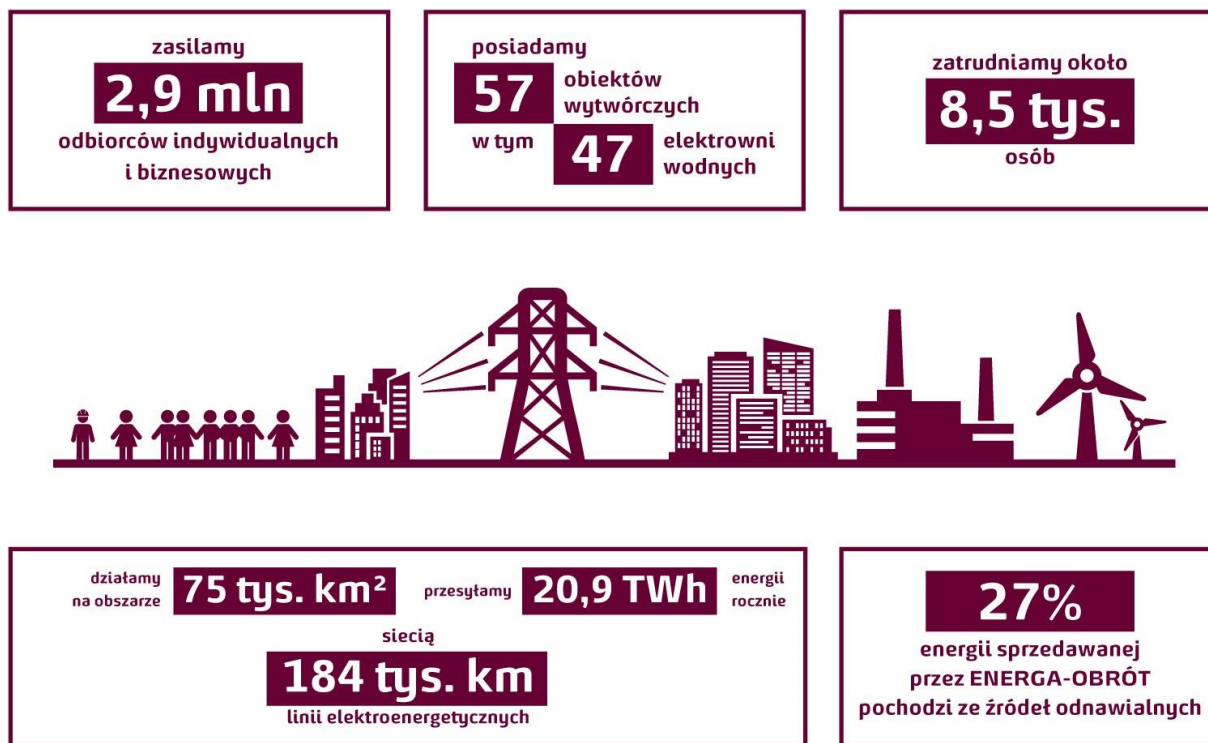 zasilamy
2,9 mln
odbiorców indywidualnych
i biznesowych
posiadamy
57 obiektów
wytwórczych
w tym 47 elektrowni
wodnych
zatrudniamy około
8,5 tys.
osób
działamy
na obszarze
75 tys. km²
przesyłamy
20,9 TWh
energii
rocznie
siecią
184 tys. km
linii elektroenergetycznych
27%
energii sprzedawanej
przez ENERGA-OBRÓT
pochodzi ze źródeł odnawialnych